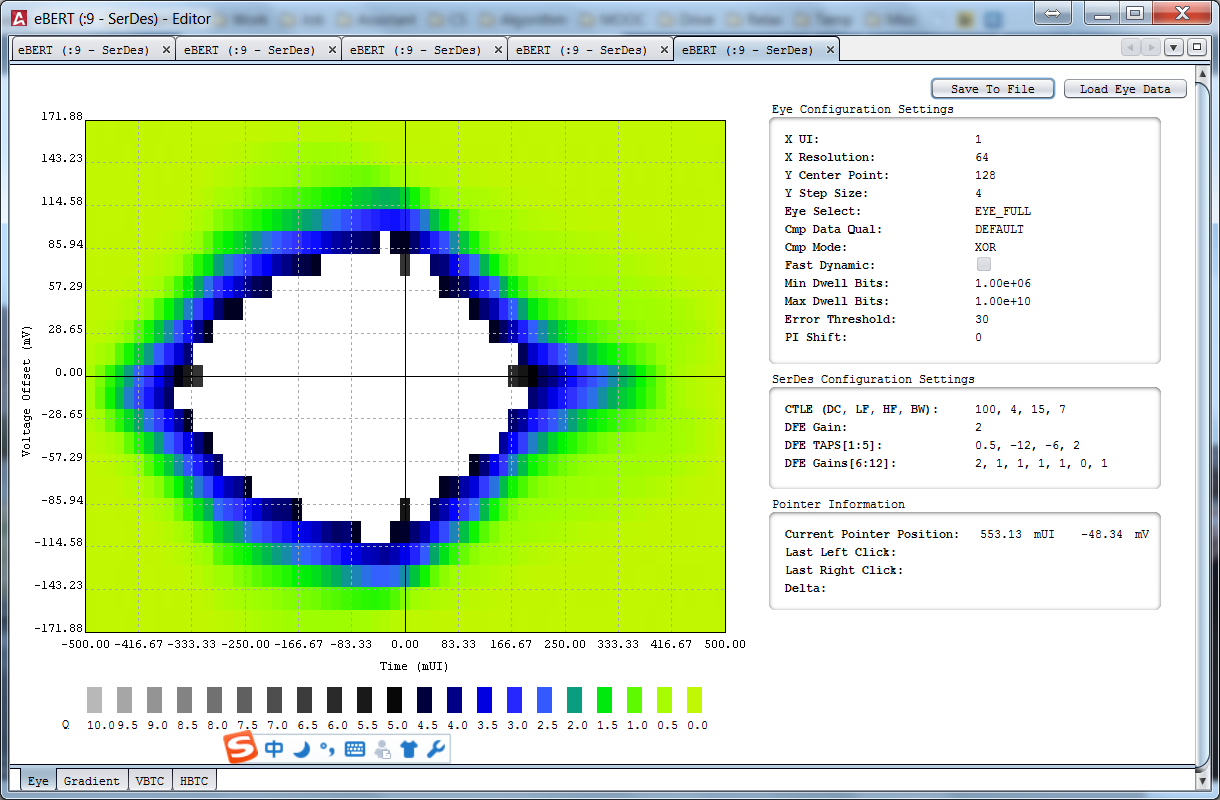 eBERT (:9 - SerDes) - Editor
eBERT (:9 - SerDes) eBERT (:9 - SerDes) eBERT (:9 - SerDes) eBERT (:9 - SerDes) eBERT (:9 - SerDes)
Save To File Load Eye Data
Eye Configuration Settings
X UI: 1
X Resolution: 64
Y Center Point: 128
Y Step Size: 4
Eye Select: EYE_FULL
Cmp Data Qual: DEFAULT
Cmp Mode: XOR
Fast Dynamic:
Min Dwell Bits: 1.00e+06
Max Dwell Bits: 1.00e+10
Error Threshold: 30
PI Shift: 0
SerDes Configuration Settings
CTLE (DC, LF, HF, BW): 100, 4, 15, 7
DFE Gain: 2
DFE TAPS[1:5]: 0.5, -12, -6, 2
DFE Gains[6:12]: 2, 1, 1, 1, 1, 0, 1
Pointer Information
Current Pointer Position: 553.13 mUI -48.34 mV
Last Left Click:
Last Right Click:
Delta:
Voltage Offset (mV)
171.88
143.23
114.58
85.94
57.29
28.65
0.00
-28.65
-57.29
-85.94
-114.58
-143.23
-171.88
-500.00 -416.67 -333.33 -250.00 -166.67 -83.33 0.00 83.33 166.67 250.00 333.33 416.67 500.00
Time (mUI)
Q 10.0 9.5 9.0 8.5 8.0 7.5 7.0 6.5 6.0 5.5 5.0 4.5 4.0 3.5 3.0 2.5 2.0 1.5 1.0 0.5 0.0
S 中
Eye Gradient VBTC HBTC